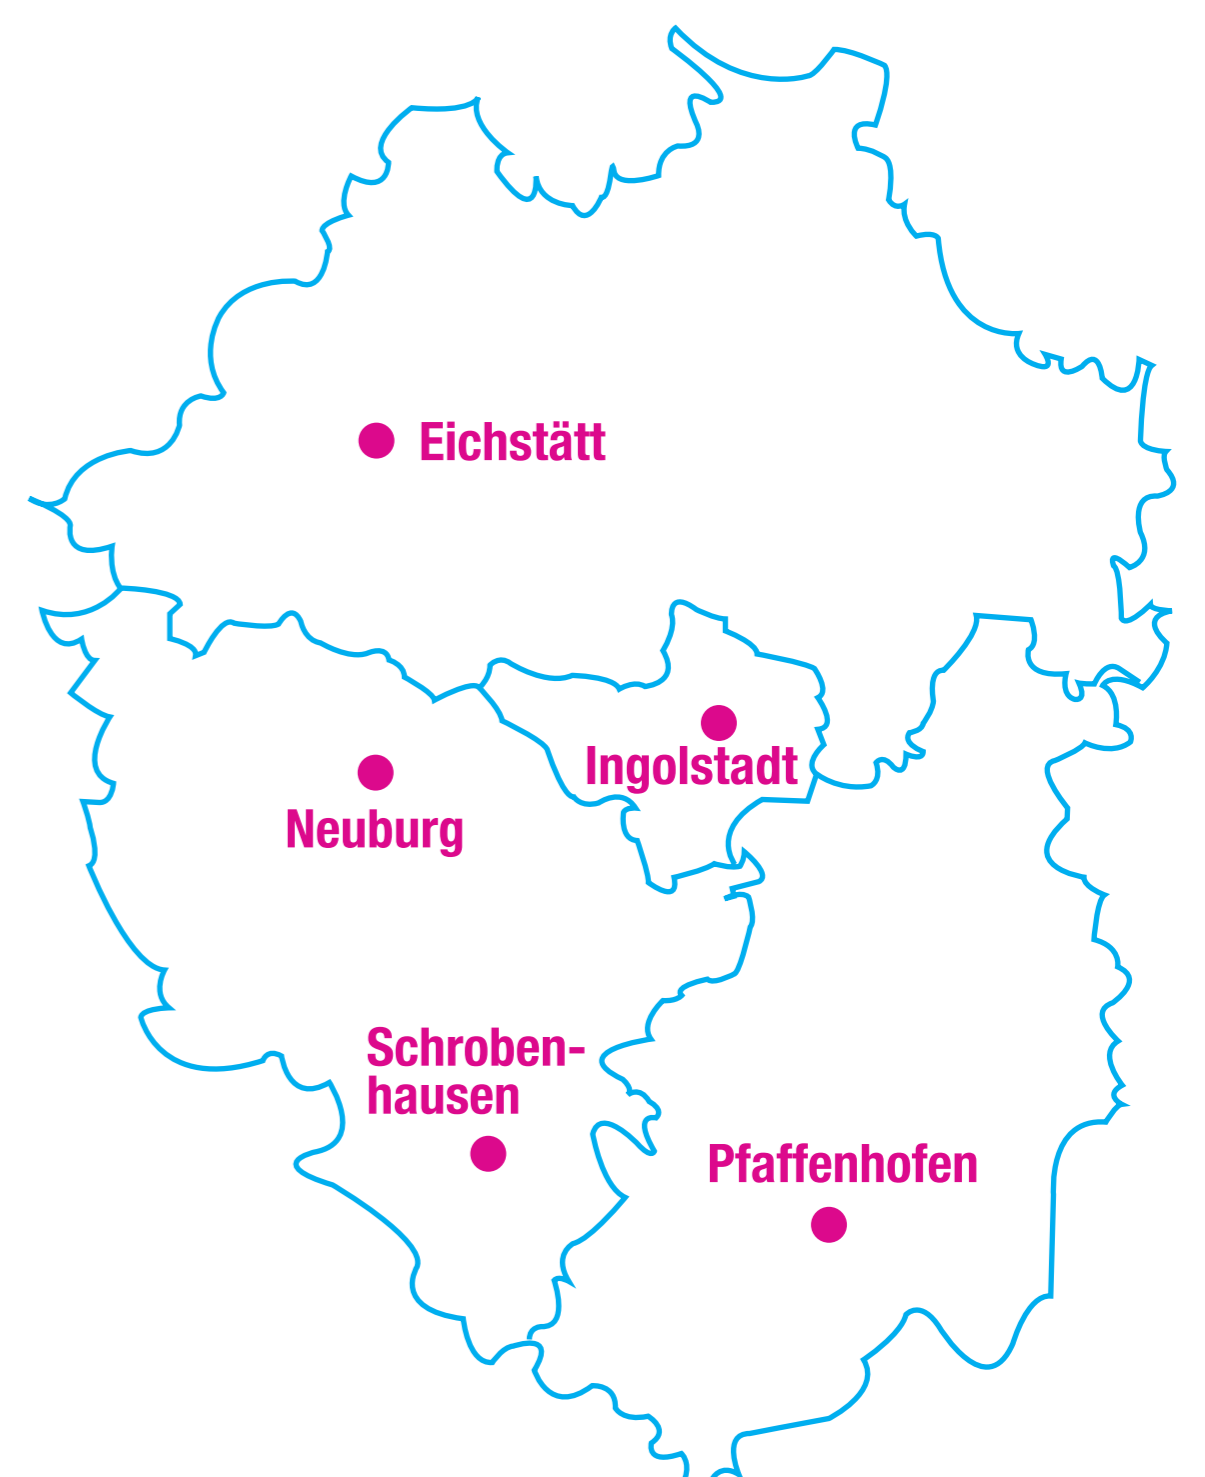 Eichstätt
Ingolstadt
Neuburg
Schroben-
hausen
Pfaffenhofen